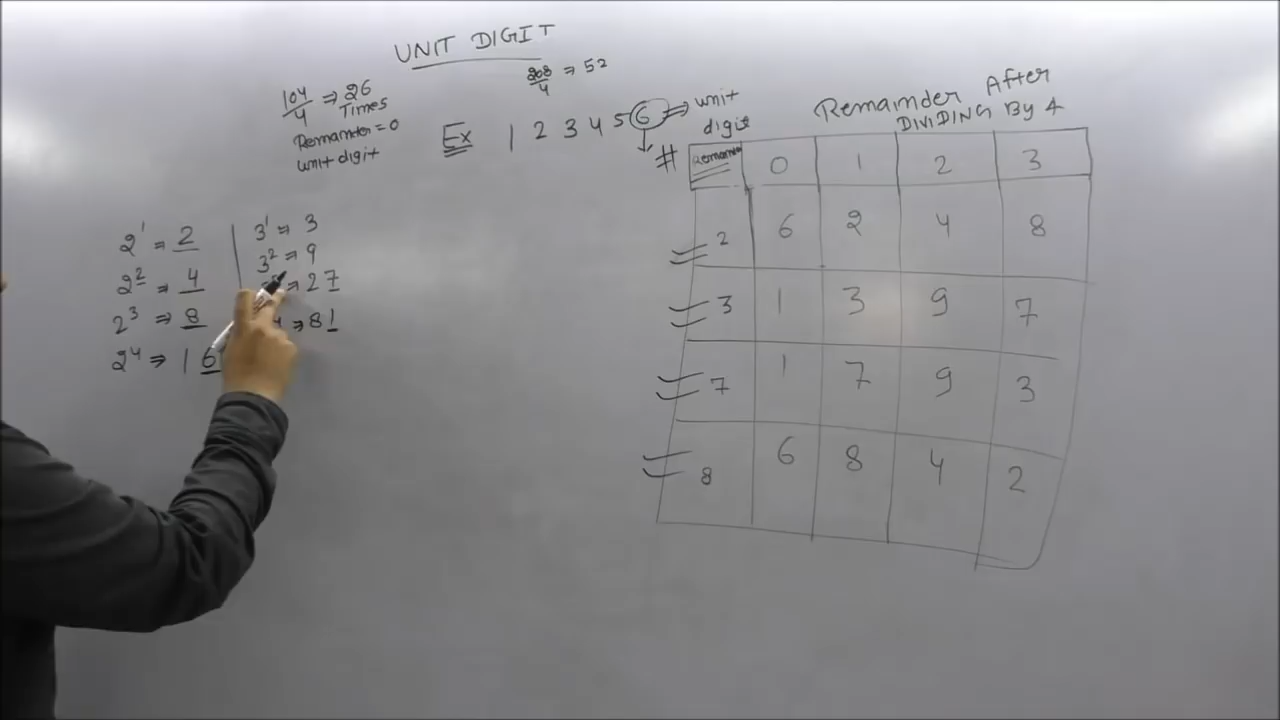 UNIT DIGIT
104/4 ⇒ 26
Times
Remainter = 0
unit digit
208/4 ⇒ 52
Ex 1 2 3 4 5 6 ⇒ unit
digit
2¹ = 2
2² = 4
2³ ⇒ 8
2⁴ ⇒ 16
3¹ ⇒ 3
3² ⇒ 9
⇒ 27
⇒ 81
Remainder After
DIVIDING By 4
# Remainter 0 1 2 3
2 6 2 4 8
3 1 3 9 7
7 1 7 9 3
8 6 8 4 2